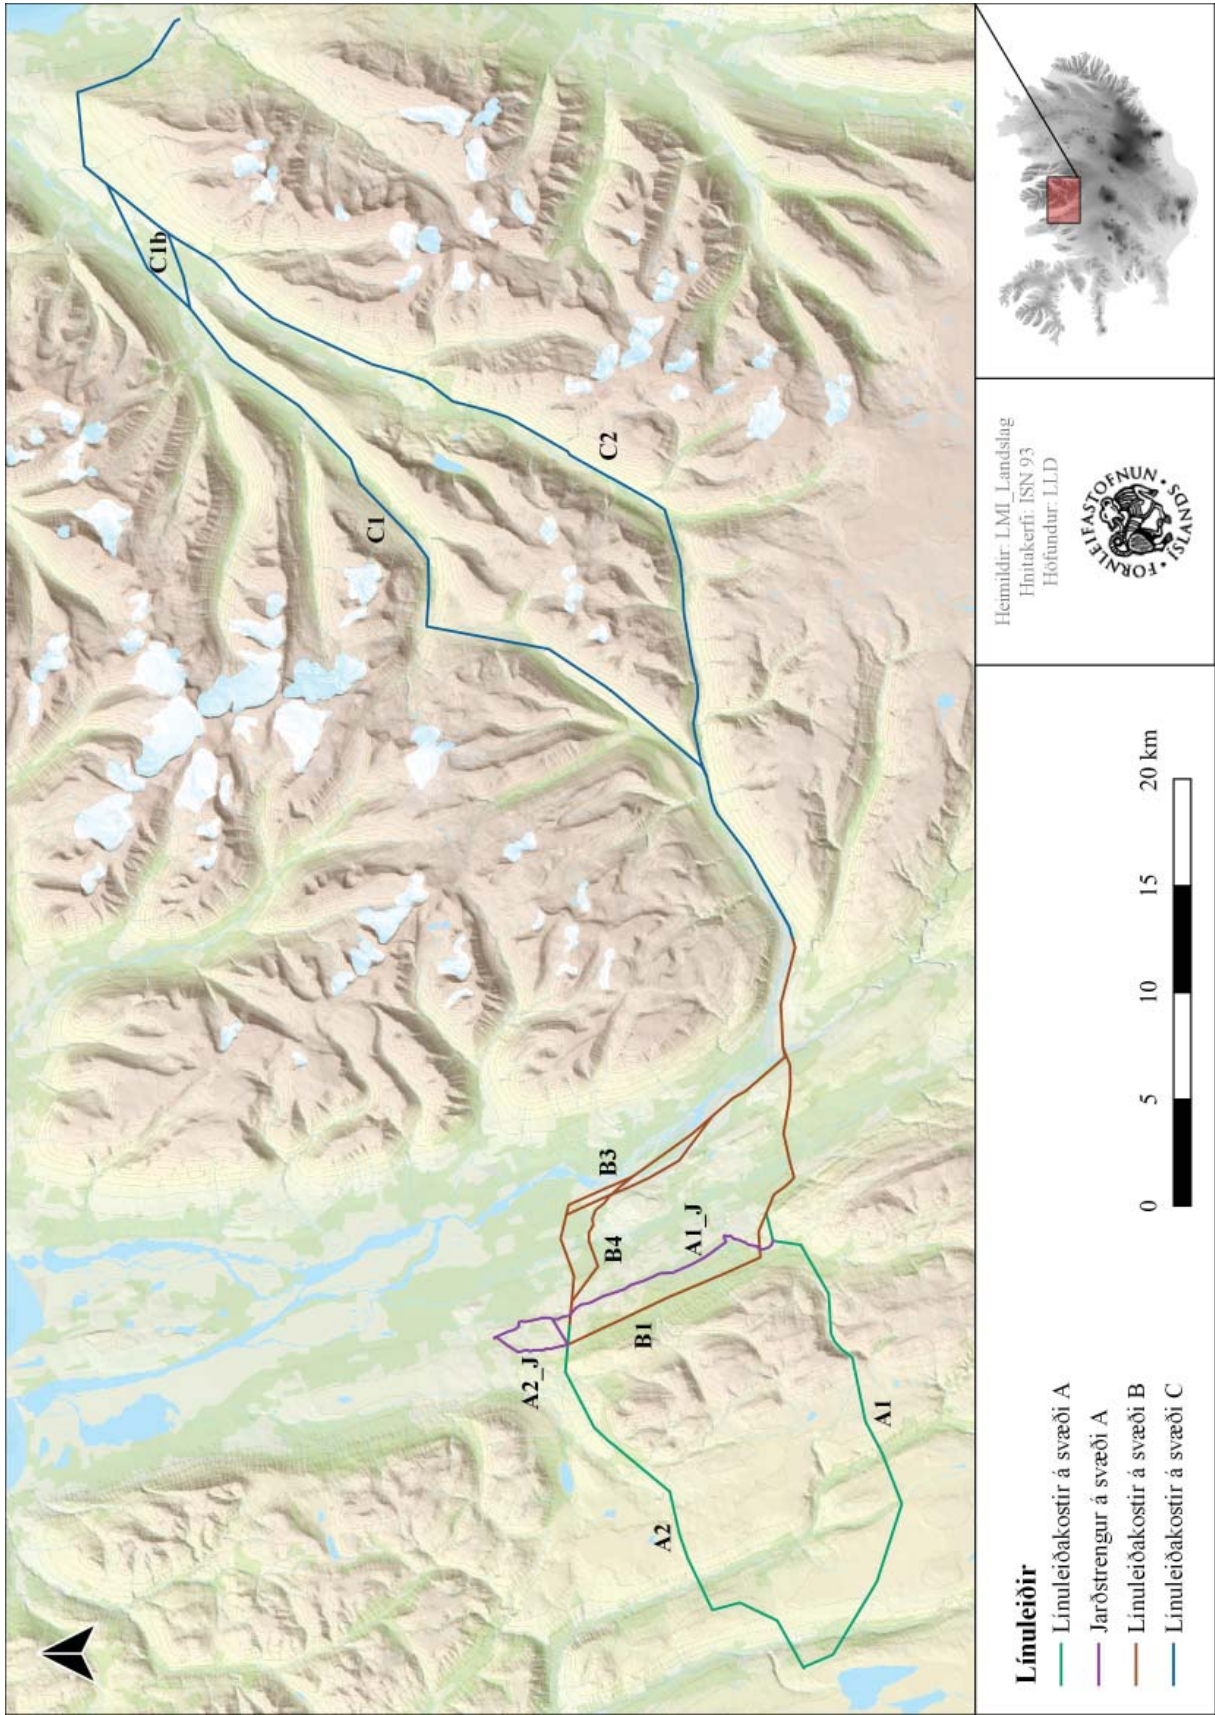 C1b
C1
C2
B3
B4
A1_J
A2_J
B1
A2
A1
Línuleiðir
Línuleiðakostir á svæði A
Jarðstrengur á svæði A
Línuleiðakostir á svæði B
Línuleiðakostir á svæði C
0 5 10 15 20 km
Heimildir: LMI_Landslag
Hnitakerfi: ISN 93
Höfundur: LLD
FORNLEIFASTOFNUN • ÍSLANDS •